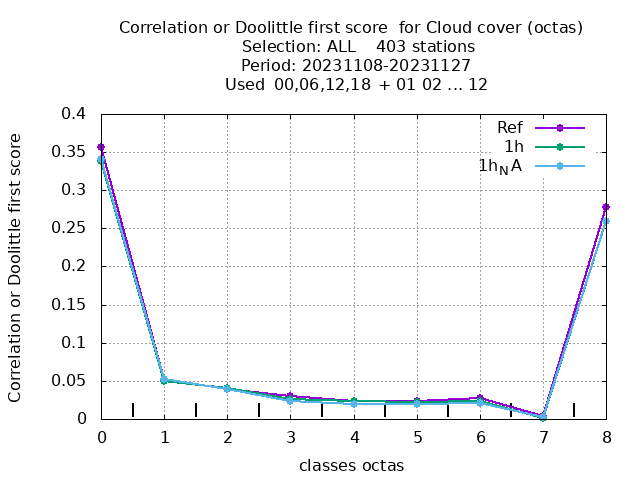 Correlation or Doolittle first score  for Cloud cover (octas)
Selection: ALL    403 stations
Period: 20231108-20231127
Used  00,06,12,18  + 01 02 ... 12
Correlation or Doolittle first score
0.4
0.35
0.3
0.25
0.2
0.15
0.1
0.05
0
Ref
1h
1hNA
0 1 2 3 4 5 6 7 8
classes octas